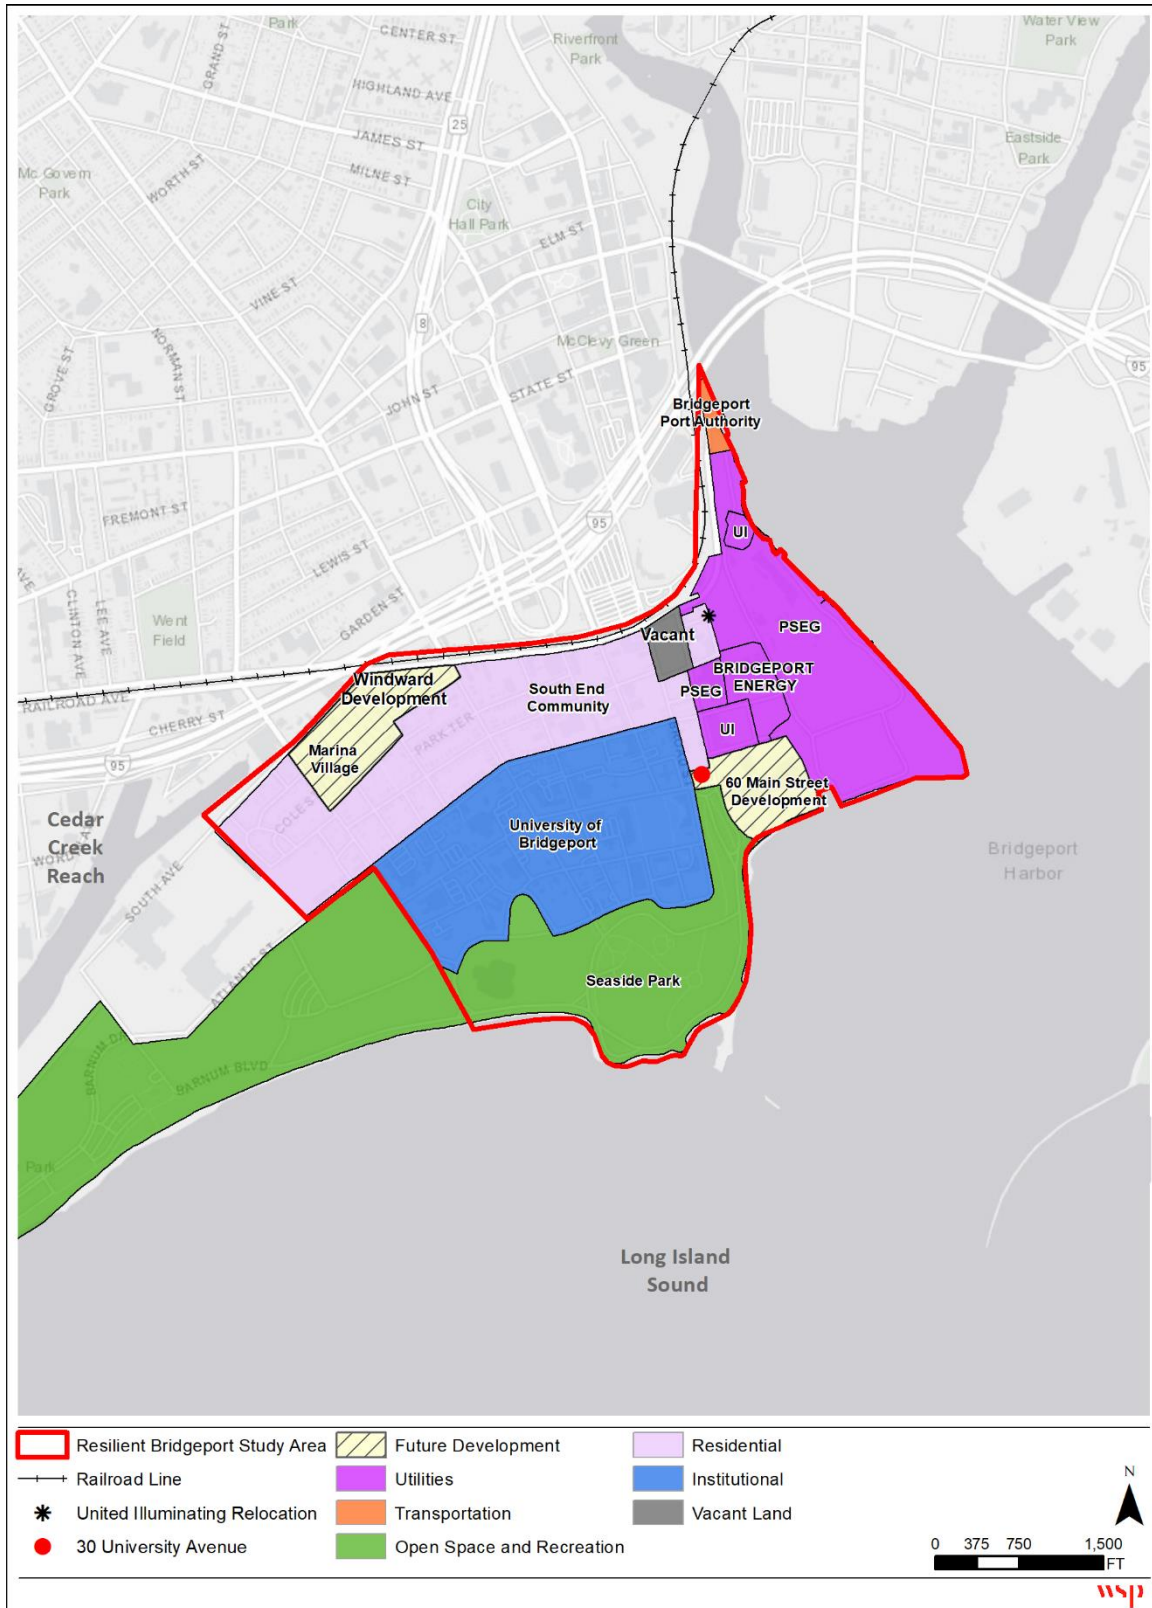 Park
CENTER ST
GRAND ST
Riverfront
Park
Water View
Park
HIGHLAND AVE
25
JAMES ST
Eastside
Park
MILNE ST
WORTH ST
Mc Govern
Park
City
Hall Park
ELM ST
VINE ST
8
NORMAN ST
McClevy Green
GROVE ST
STATE ST
95
JOHN ST
Bridgeport
Port Authority
FREMONT ST
95
UI
LEWIS ST
AVE
CLINTON AVE
LEE AVE
Went
Field
GARDEN ST
Vacant
PSEG
Windward
Development
South End
Community
PSEG
BRIDGEPORT
ENERGY
RAILROAD AVE
CHERRY ST
PARK TER
UI
95
Marina
Village
60 Main Street
Development
COLE S
Cedar
Creek
Reach
WORD
University of
Bridgeport
Bridgeport
Harbor
SOUTH AVE
ATLANTIC ST
Seaside Park
BARNUM DA
BARNUM BLVD
Park
Long Island
Sound
Resilient Bridgeport Study Area
Future Development
Residential
Railroad Line
Utilities
Institutional
United Illuminating Relocation
Transportation
Vacant Land
30 University Avenue
Open Space and Recreation
N
0 375 750 1,500
FT
wsp